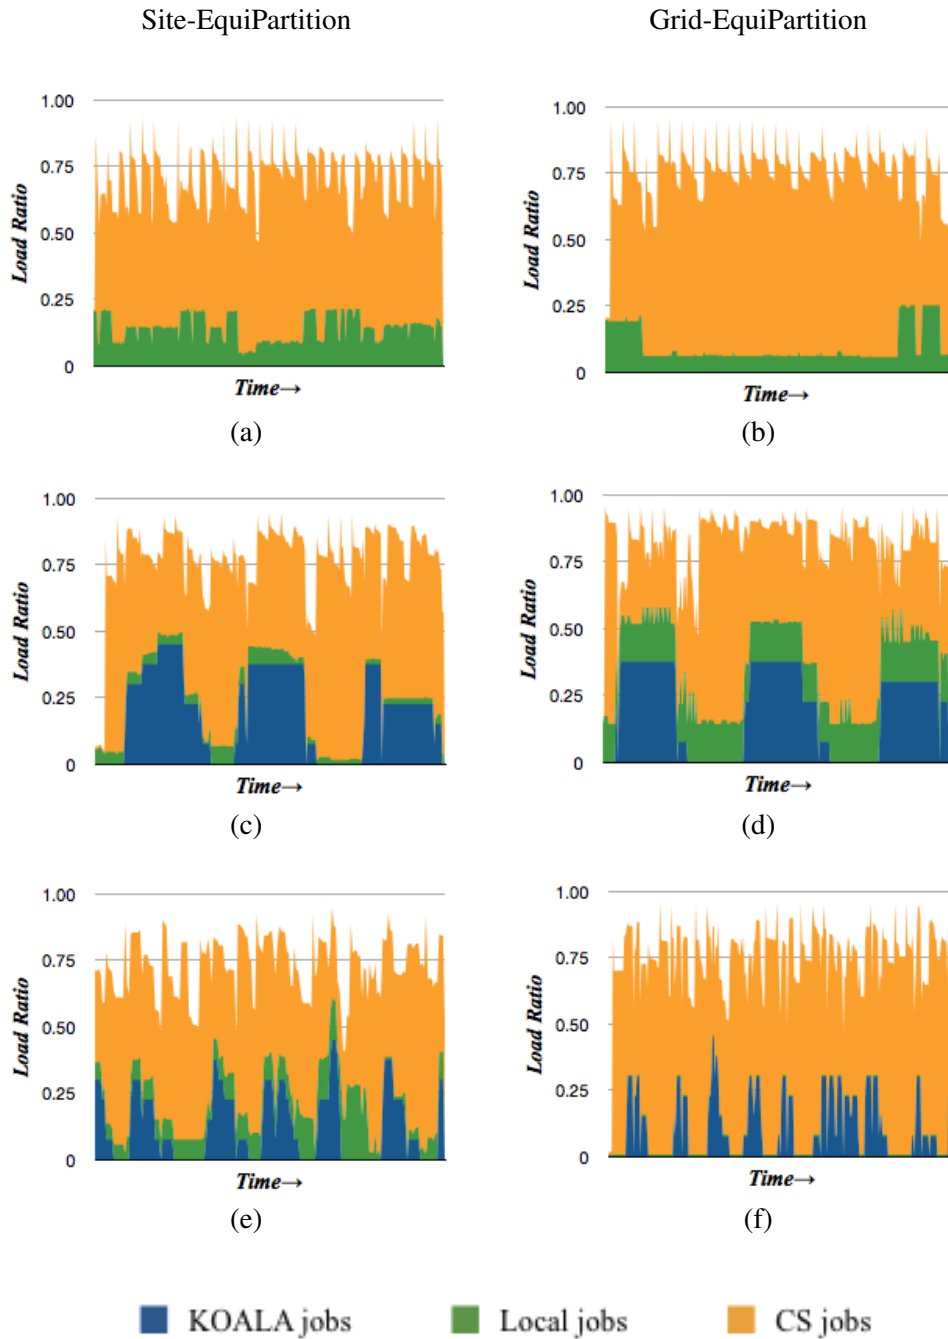 Site-EquiPartition Grid-EquiPartition
1.00 1.00
0.75 0.75
0.50 0.50
0.25 0.25
0 0
Load Ratio Load Ratio
Time→ Time→
(a) (b)
1.00 1.00
0.75 0.75
0.50 0.50
0.25 0.25
0 0
Load Ratio Load Ratio
Time→ Time→
(c) (d)
1.00 1.00
0.75 0.75
0.50 0.50
0.25 0.25
0 0
Load Ratio Load Ratio
Time→ Time→
(e) (f)
KOALA jobs Local jobs CS jobs